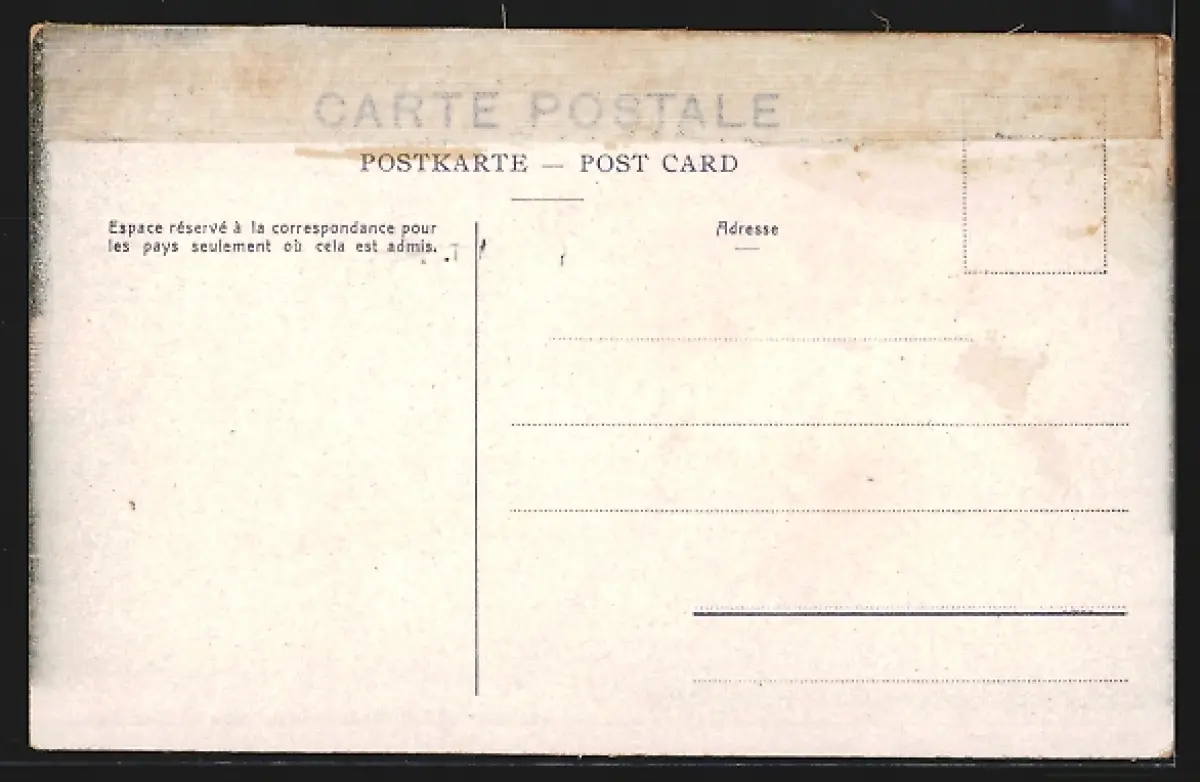 CARTE POSTALE
POSTKARTE — POST CARD
Espace réservé à la correspondance pour
les pays seulement où cela est admis.
Adresse